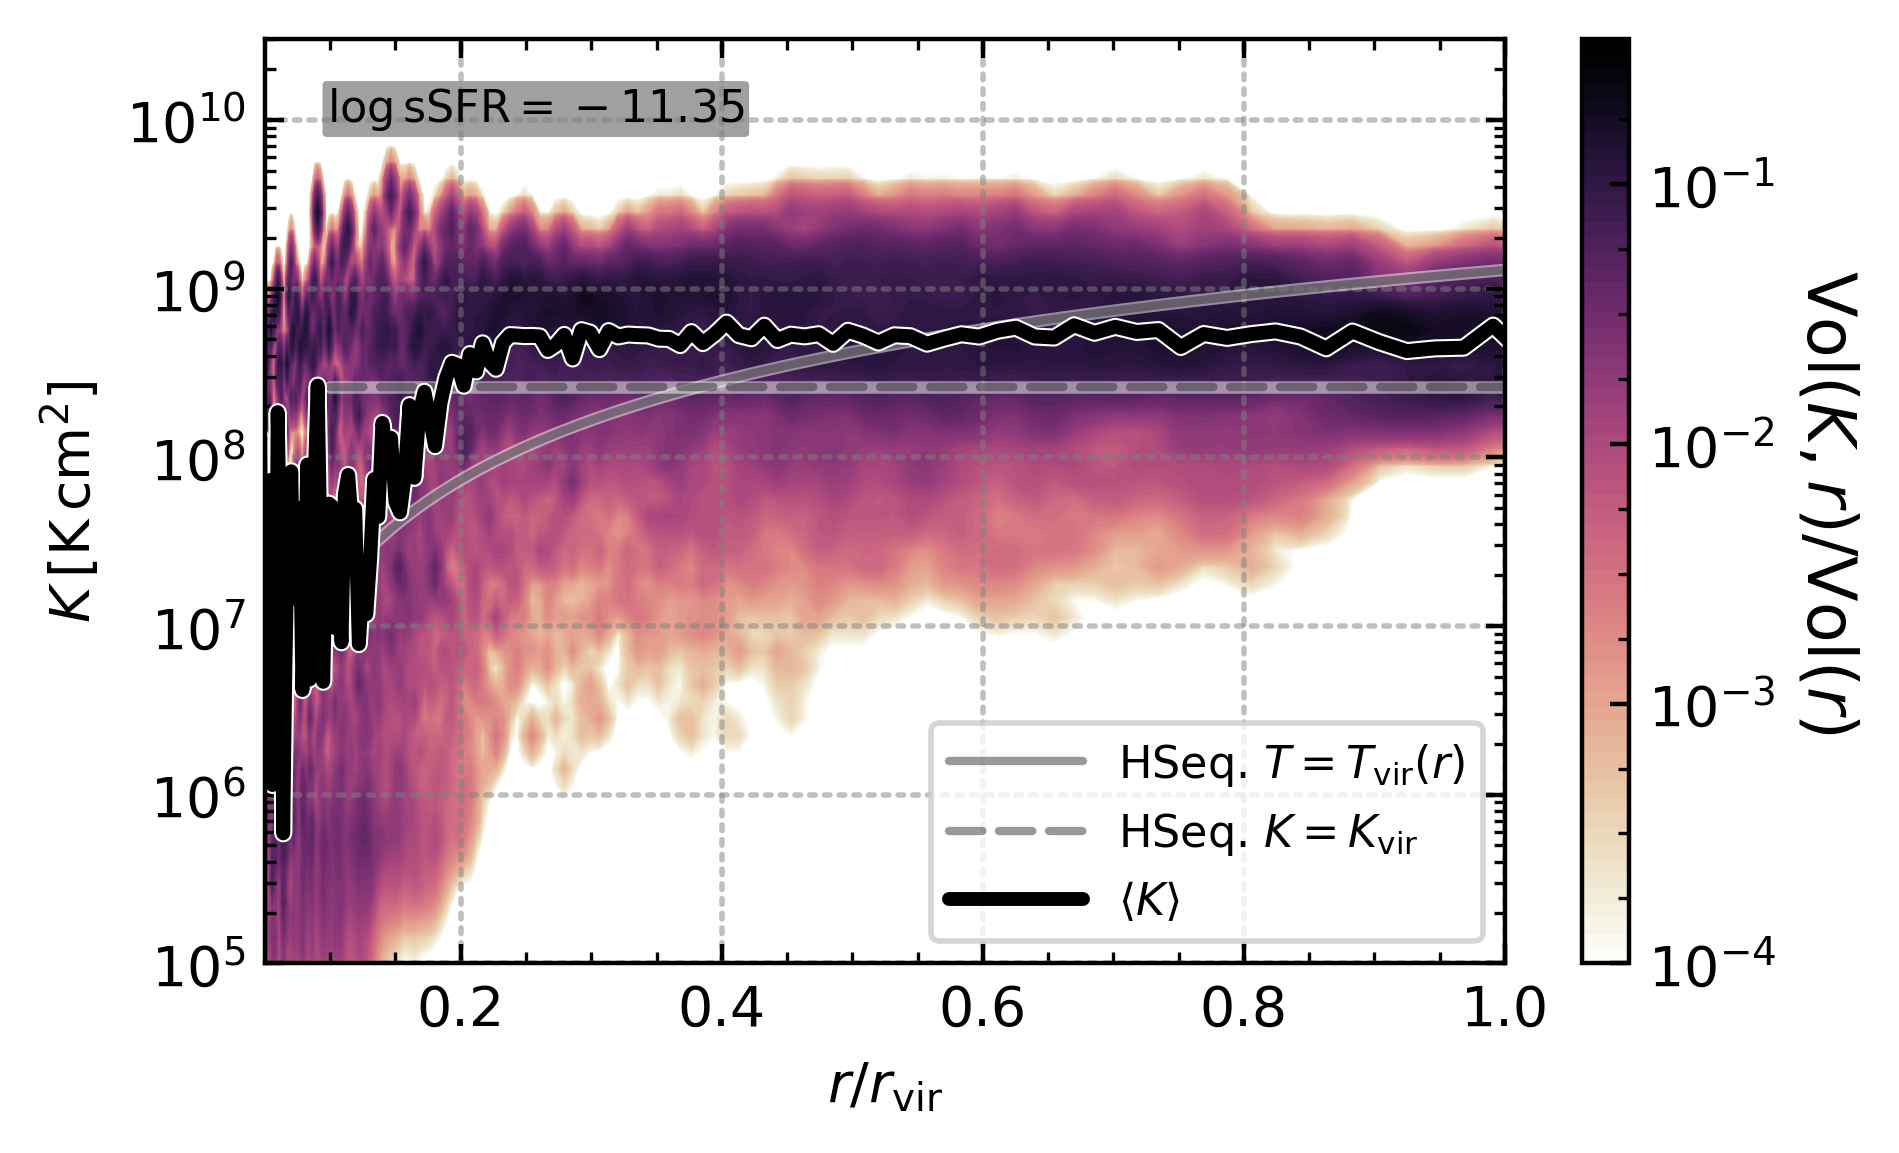 log sSFR = − 11.35
10^10
10^9
10^8
10^7
10^6
10^5
K [K cm^2]
0.2 0.4 0.6 0.8 1.0
r/r_vir
HSeq. T = T_vir(r)
HSeq. K = K_vir
⟨K⟩
10^−1
10^−2
10^−3
10^−4
Vol(K, r)/Vol(r)